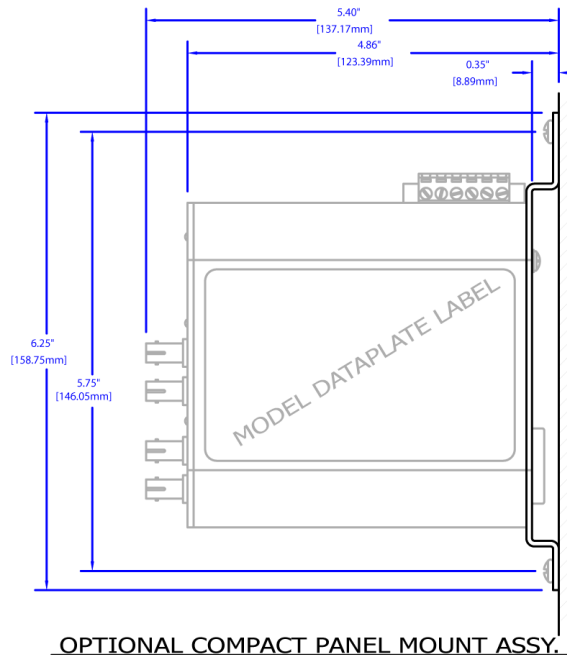 5.40"
[137.17mm]
4.86"
[123.39mm]
0.35"
[8.89mm]
6.25"
[158.75mm]
5.75"
[146.05mm]
MODEL DATAPLATE LABEL
OPTIONAL COMPACT PANEL MOUNT ASSY.